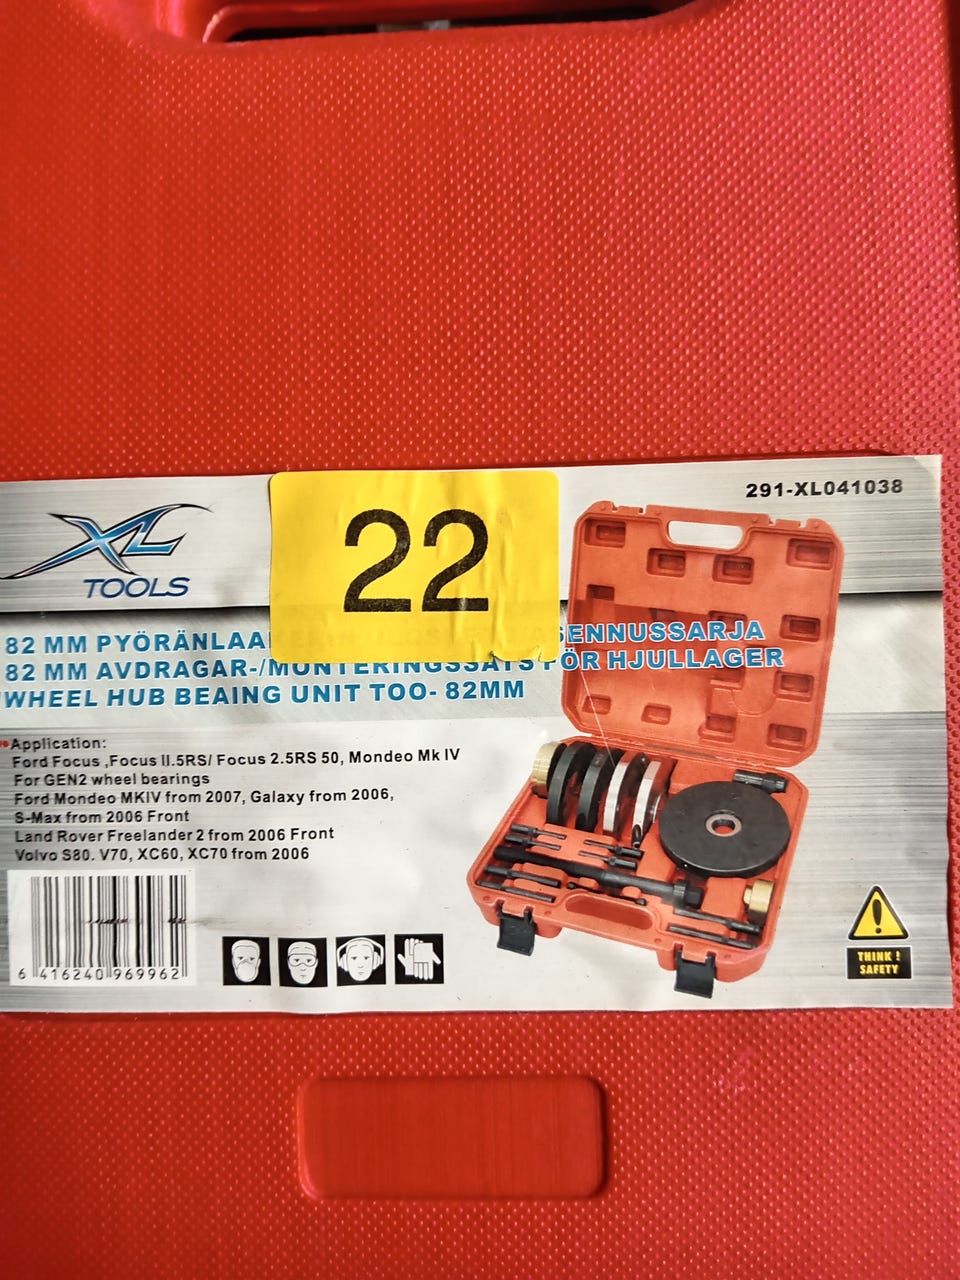 291-XL041038
XL
TOOLS
22
82 MM PYÖRÄNLAA ASENNUSSARJA
82 MM AVDRAGAR-/MONTERINGSSATS FÖR HJULLAGER
WHEEL HUB BEAING UNIT TOO- 82MM
Application:
Ford Focus ,Focus II.5RS/ Focus 2.5RS 50, Mondeo Mk IV
For GEN2 wheel bearings
Ford Mondeo MKIV from 2007, Galaxy from 2006,
S-Max from 2006 Front
Land Rover Freelander 2 from 2006 Front
Volvo S80. V70, XC60, XC70 from 2006
6 416240 969962
THINK !
SAFETY